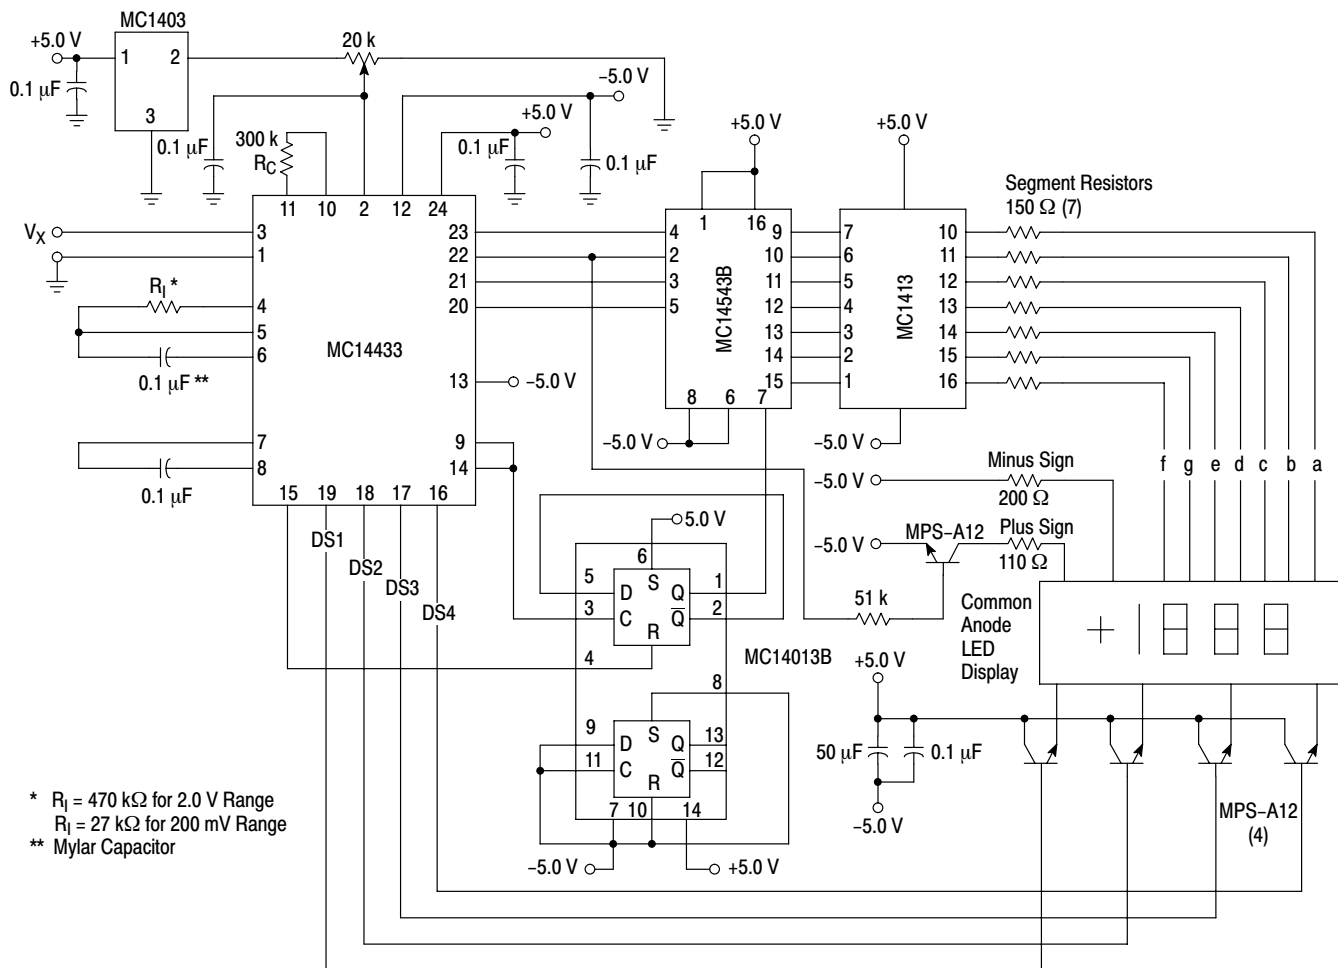 MC1403
+5.0 V
1
2
3
0.1 µF
20 k
−5.0 V
+5.0 V
0.1 µF
0.1 µF
0.1 µF
300 k
R_C
11
10
2
12
24
V_X
3
1
R_I *
4
5
6
0.1 µF **
7
8
0.1 µF
MC14433
23
22
21
20
13
−5.0 V
9
14
15
19
18
17
16
DS1
DS2
DS3
DS4
+5.0 V
1
16
4
2
3
5
MC14543B
9
10
11
12
13
14
15
8
6
7
−5.0 V
+5.0 V
7
6
5
4
3
2
1
MC1413
10
11
12
13
14
15
16
−5.0 V
Segment Resistors
150 Ω (7)
f
g
e
d
c
b
a
Minus Sign
−5.0 V
200 Ω
MPS−A12
Plus Sign
−5.0 V
110 Ω
51 k
Common
Anode
LED
Display
5.0 V
6
5
D
S
Q
1
3
C
Q
2
R
4
MC14013B
8
9
D
S
Q
13
11
C
Q
12
R
7
10
14
−5.0 V
+5.0 V
+5.0 V
50 µF
0.1 µF
−5.0 V
MPS−A12
(4)
* R_I = 470 kΩ for 2.0 V Range
R_I = 27 kΩ for 200 mV Range
** Mylar Capacitor